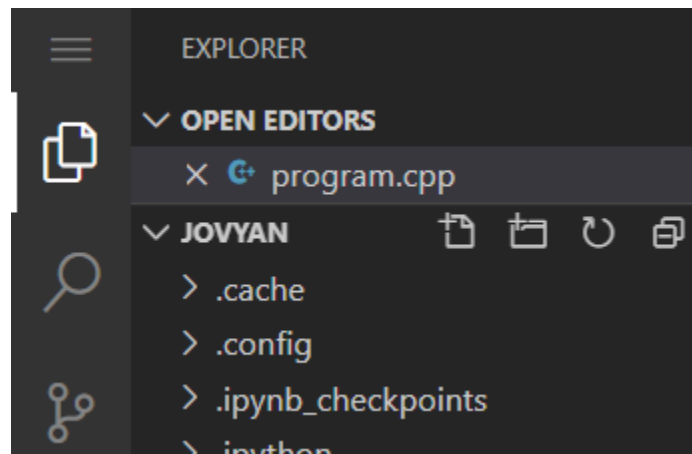 EXPLORER
OPEN EDITORS
program.cpp
JOVYAN
.cache
.config
.ipynb_checkpoints